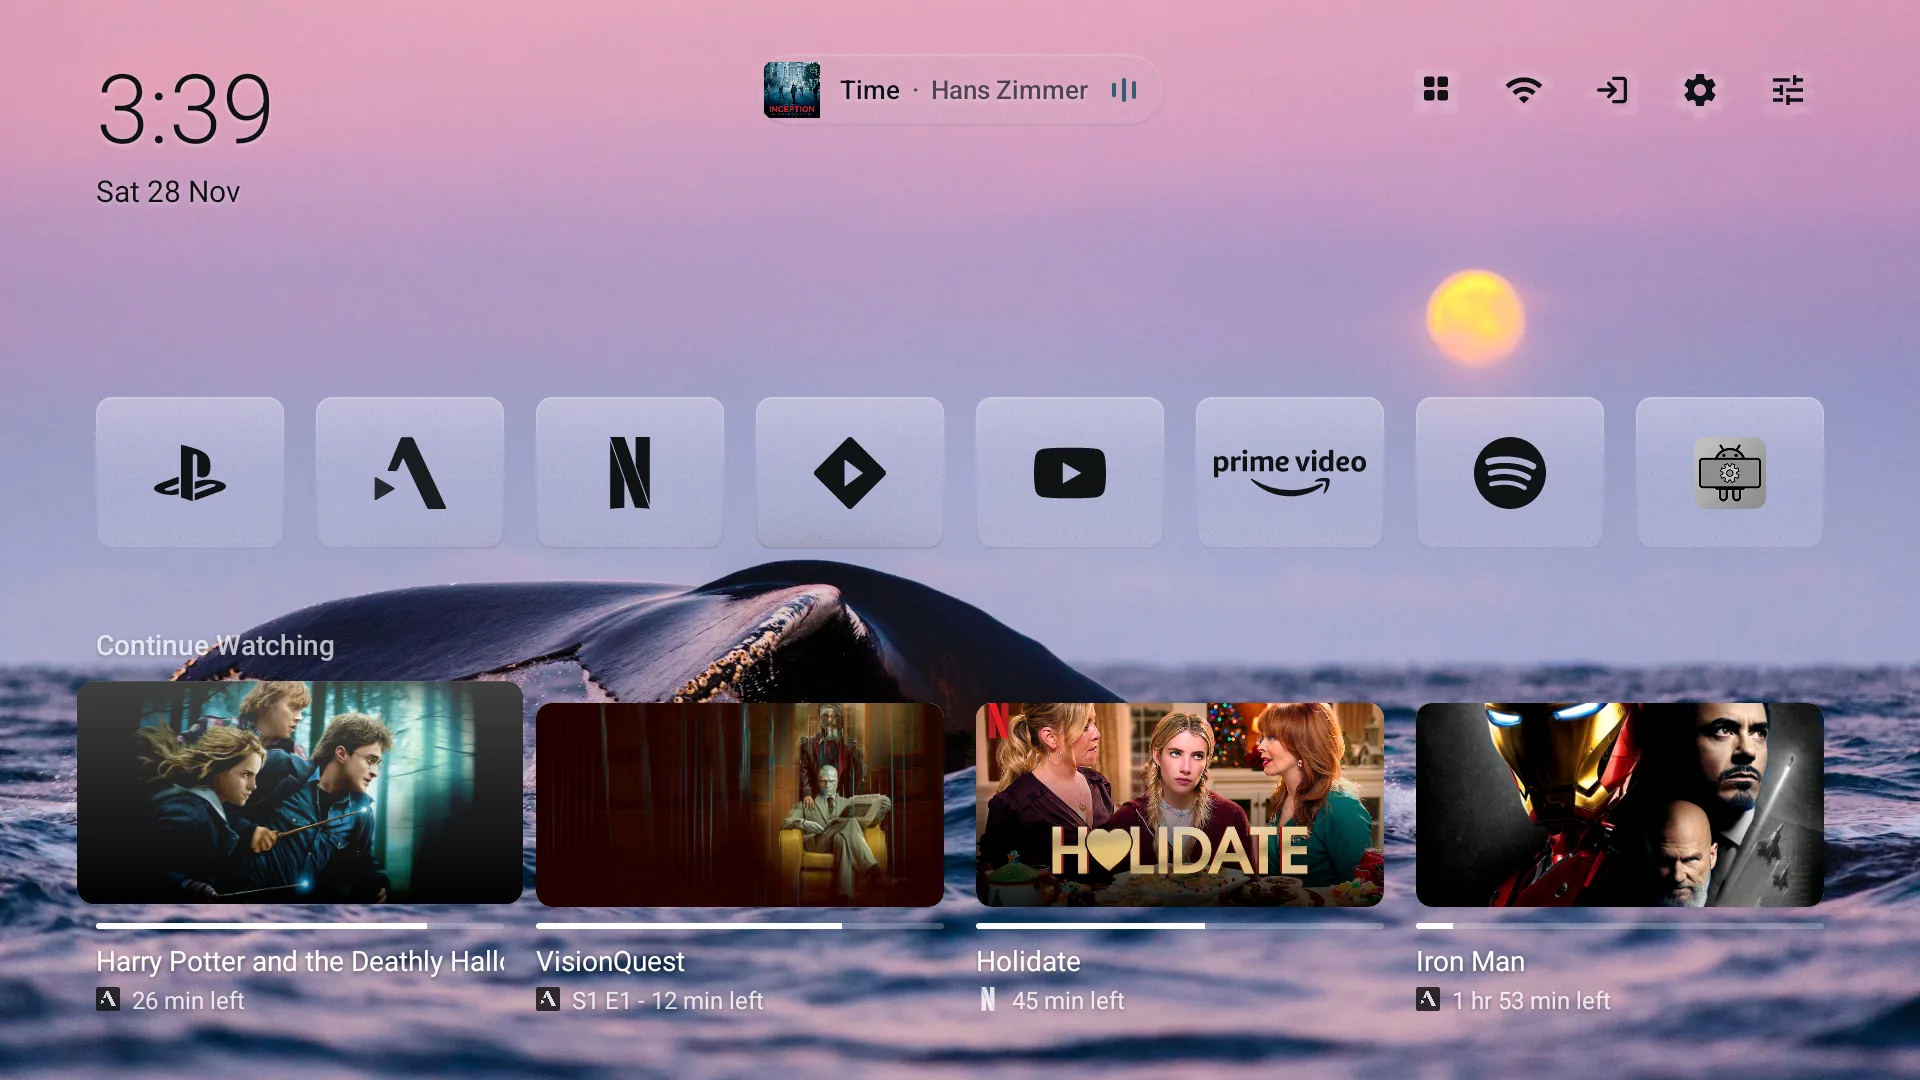 3:39
Sat 28 Nov
INCEPTION
Time · Hans Zimmer
prime video
Continue Watching
HOLIDATE
Harry Potter and the Deathly Hall
26 min left
VisionQuest
S1 E1 - 12 min left
Holidate
45 min left
Iron Man
1 hr 53 min left